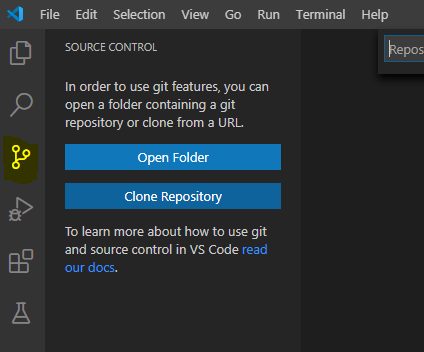 File Edit Selection View Go Run Terminal Help
SOURCE CONTROL
Repos
In order to use git features, you can
open a folder containing a git
repository or clone from a URL.
Open Folder
Clone Repository
To learn more about how to use git
and source control in VS Code read
our docs.